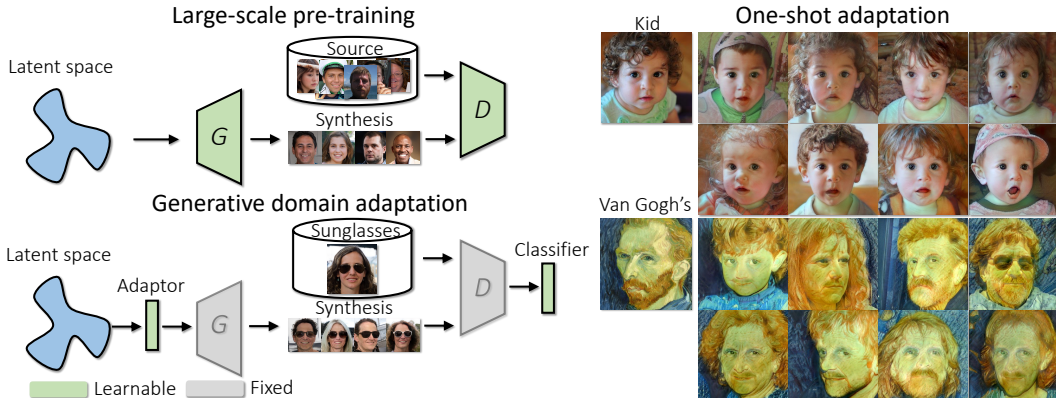 Large-scale pre-training
Source
Latent space
G
D
Synthesis
Generative domain adaptation
Sunglasses
Latent space
Adaptor
G
D
Classifier
Synthesis
Learnable
Fixed
One-shot adaptation
Kid
Van Gogh's